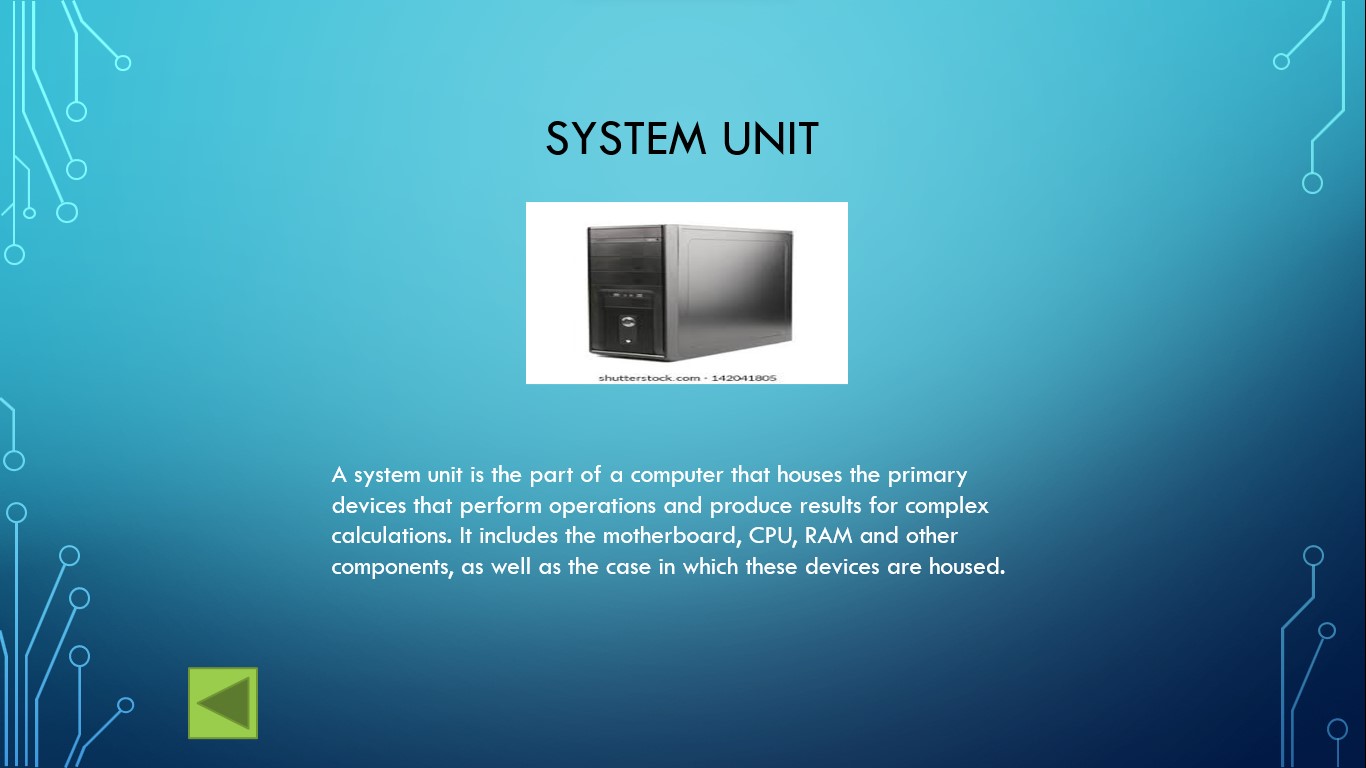 SYSTEM UNIT
shutterstock.com · 142041805
A system unit is the part of a computer that houses the primary
devices that perform operations and produce results for complex
calculations. It includes the motherboard, CPU, RAM and other
components, as well as the case in which these devices are housed.